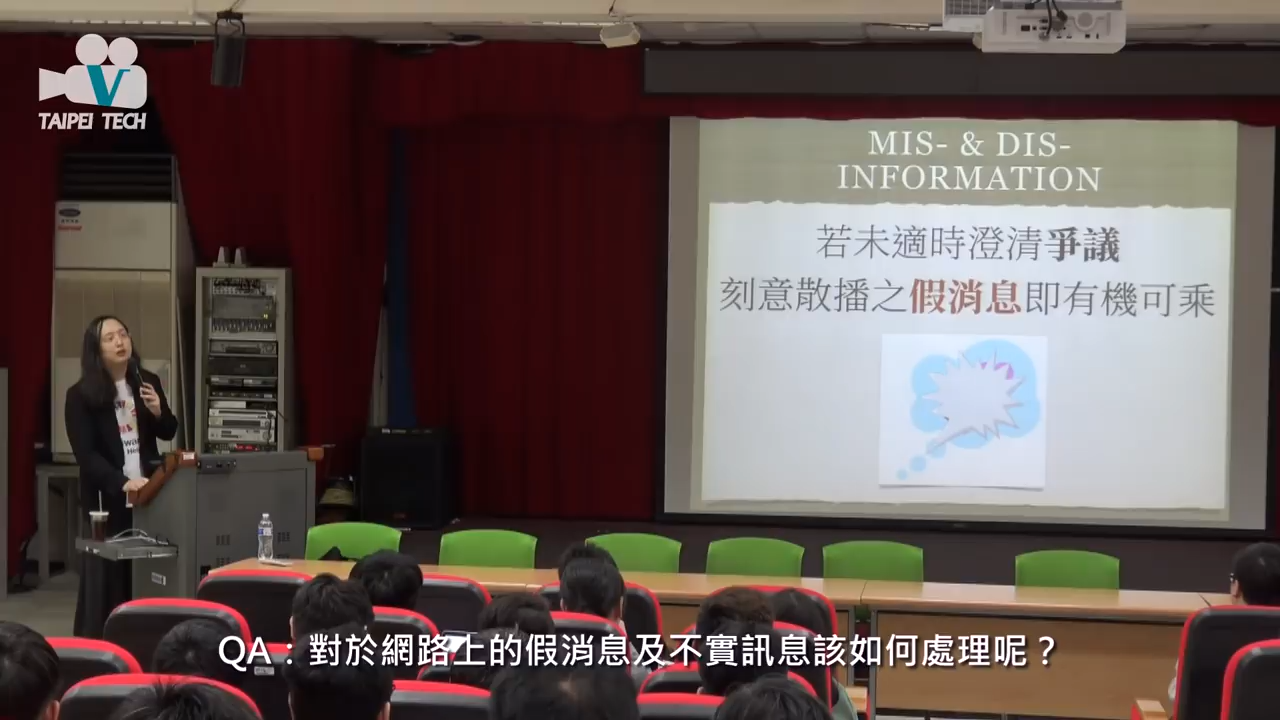 TAIPEI TECH
MIS- & DIS-
INFORMATION
若未適時澄清爭議
刻意散播之假消息即有機可乘
QA：對於網路上的假消息及不實訊息該如何處理呢？